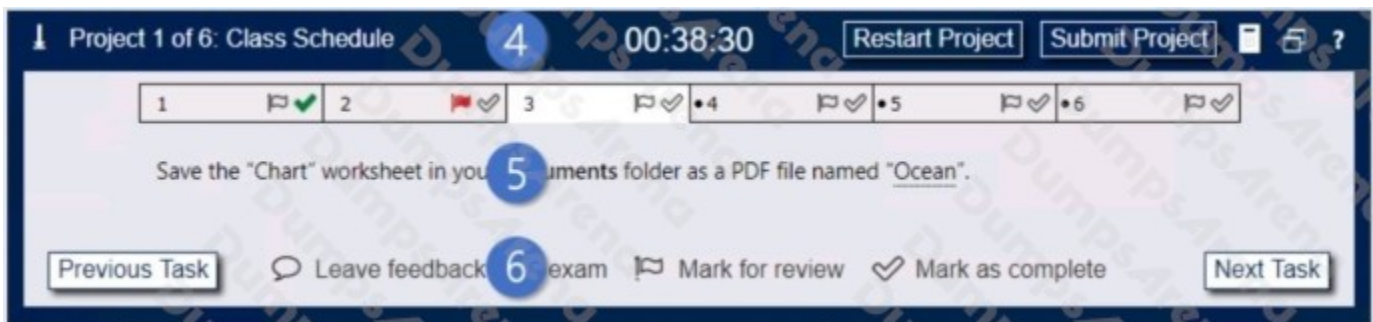 Project 1 of 6: Class Schedule 4 00:38:30 Restart Project Submit Project ?
1 2 3 •4 •5 •6
Save the "Chart" worksheet in you 5 uments folder as a PDF file named "Ocean".
Previous Task Leave feedback 6 exam Mark for review Mark as complete Next Task
DumpsArena